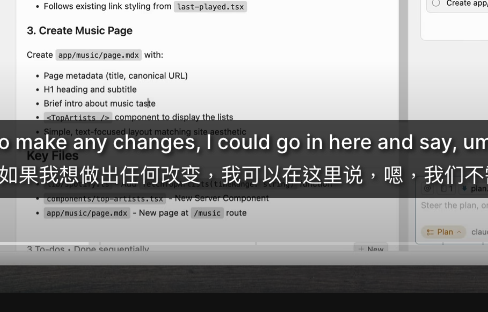 • Follows existing link styling from last-played.tsx
Create app/
3. Create Music Page
Create app/music/page.mdx with:
• Page metadata (title, canonical URL)
• H1 heading and subtitle
• Brief intro about music taste
• <TopArtists /> component to display the lists
• Simple, text-focused layout matching site aesthetic
o make any changes, I could go in here and say, um
Key Files
如果我想做出任何改变，我可以在这里说，嗯，我们不
components/top-artists.tsx - New Server Component
• app/music/page.mdx - New page at /music route
Steer the plan, or
3 To-dos • Done sequentially
New
Plan